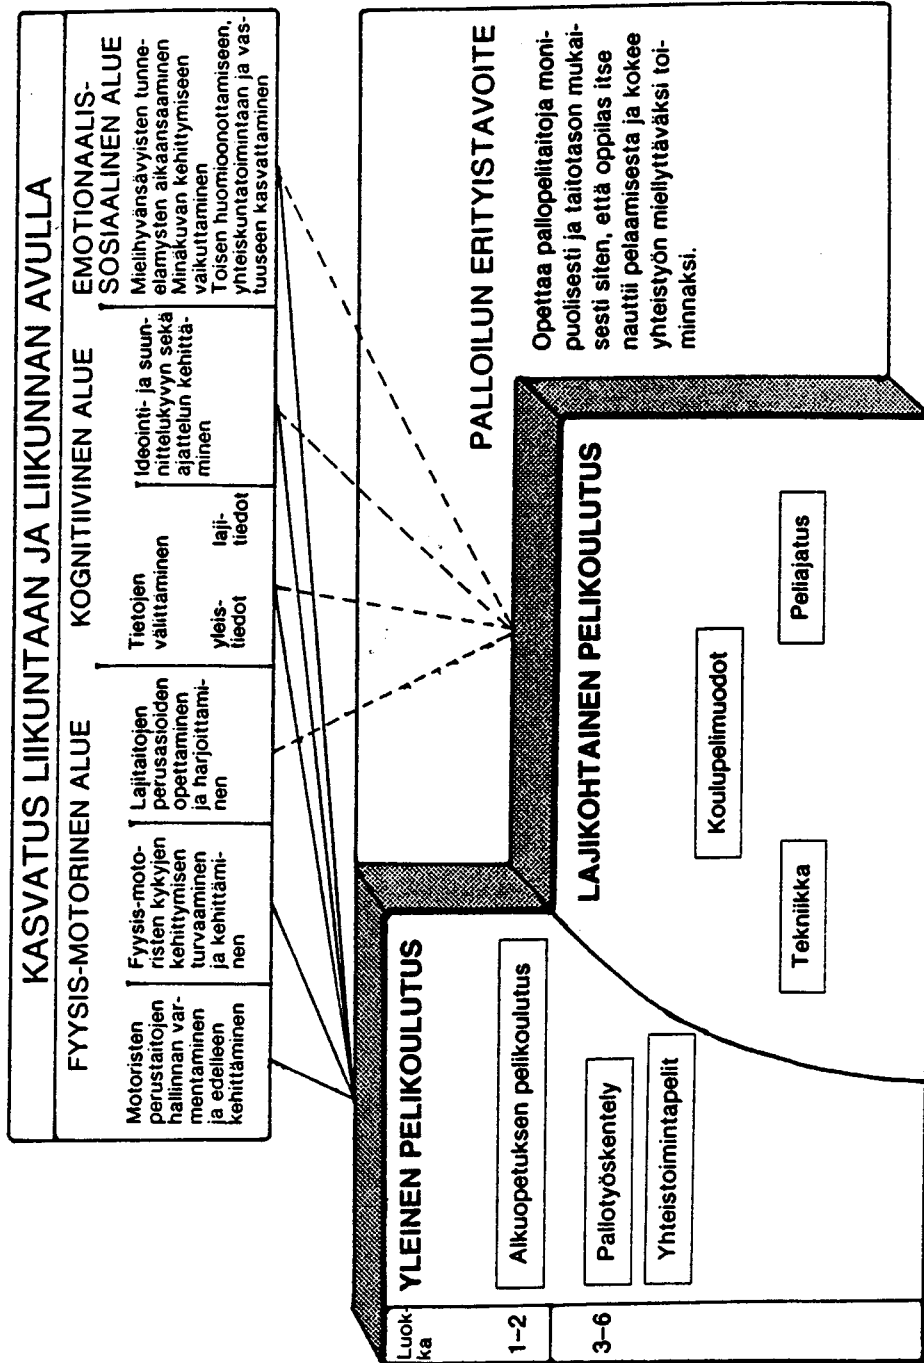 KASVATUS LIIKUNTAAN JA LIIKUNNAN AVULLA
FYYSIS-MOTORINEN ALUE
Motoristen
perustaitojen
hallinnan var-
mentaminen
ja edelleen
kehittäminen
Fyysis-moto-
risten kykyjen
kehittymisen
turvaaminen
ja kehittämi-
nen
Lajitaitojen
perusasioiden
opettaminen
ja harjoittami-
nen
KOGNITIIVINEN ALUE
Tietojen
välittäminen
yleis-
tiedot
laji-
tiedot
Ideointi- ja suun-
nittelukyvyn sekä
ajattelun kehittä-
minen
EMOTIONAALIS-
SOSIAALINEN ALUE
Mielihyvänsävyisten tunne-
elämysten aikaansaaminen
Minäkuvan kehittymiseen
vaikuttaminen
Toisen huomioonottamiseen,
yhteiskuntatoimintaan ja vas-
tuuseen kasvattaminen
PALLOILUN ERITYISTAVOITE
Opettaa pallopelitaitoja moni-
puolisesti ja taitotason mukai-
sesti siten, että oppilas itse
nauttii pelaamisesta ja kokee
yhteistyön miellyttäväksi toi-
minnaksi.
Luok-
ka
YLEINEN PELIKOULUTUS
1–2
Alkuopetuksen pelikoulutus
3–6
Pallotyöskentely
Yhteistoimintapelit
LAJIKOHTAINEN PELIKOULUTUS
Koulupelimuodot
Tekniikka
Peliajatus